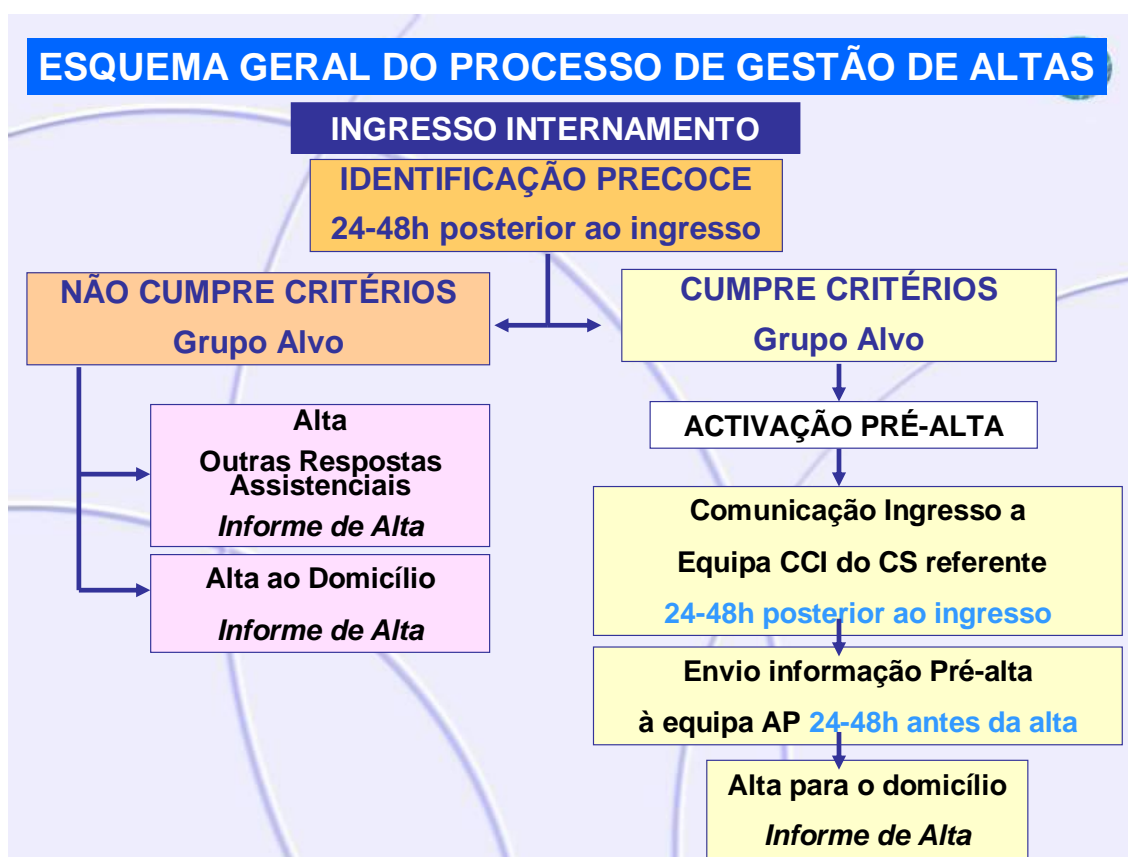 ESQUEMA GERAL DO PROCESSO DE GESTÃO DE ALTAS
INGRESSO INTERNAMENTO
IDENTIFICAÇÃO PRECOCE
24-48h posterior ao ingresso
NÃO CUMPRE CRITÉRIOS
Grupo Alvo
Alta
Outras Respostas
Assistenciais
Informe de Alta
Alta ao Domicílio
Informe de Alta
CUMPRE CRITÉRIOS
Grupo Alvo
ACTIVAÇÃO PRÉ-ALTA
Comunicação Ingresso a
Equipa CCI do CS referente
24-48h posterior ao ingresso
Envio informação Pré-alta
à equipa AP 24-48h antes da alta
Alta para o domicílio
Informe de Alta